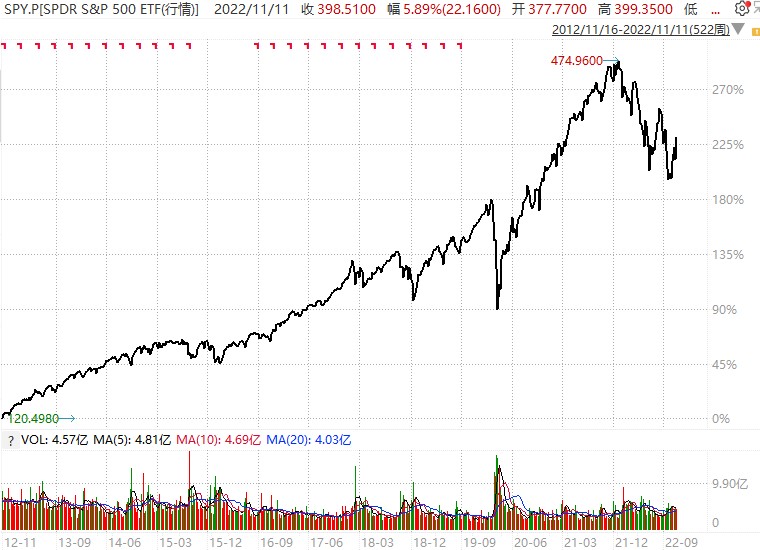 SPY.P[SPDR S&P 500 ETF(行情)] 2022/11/11 收 398.5100 幅 5.89%(22.1600) 开 377.7700 高 399.3500 低 ...
2012/11/16-2022/11/11(522周)
474.9600
270%
225%
180%
135%
90%
45%
120.4980
0%
? VOL: 4.57亿 MA(5): 4.81亿 MA(10): 4.69亿 MA(20): 4.03亿
9.90亿
0
12-11 13-09 14-06 15-03 15-12 16-09 17-06 18-03 18-12 19-09 20-06 21-03 21-12 22-09